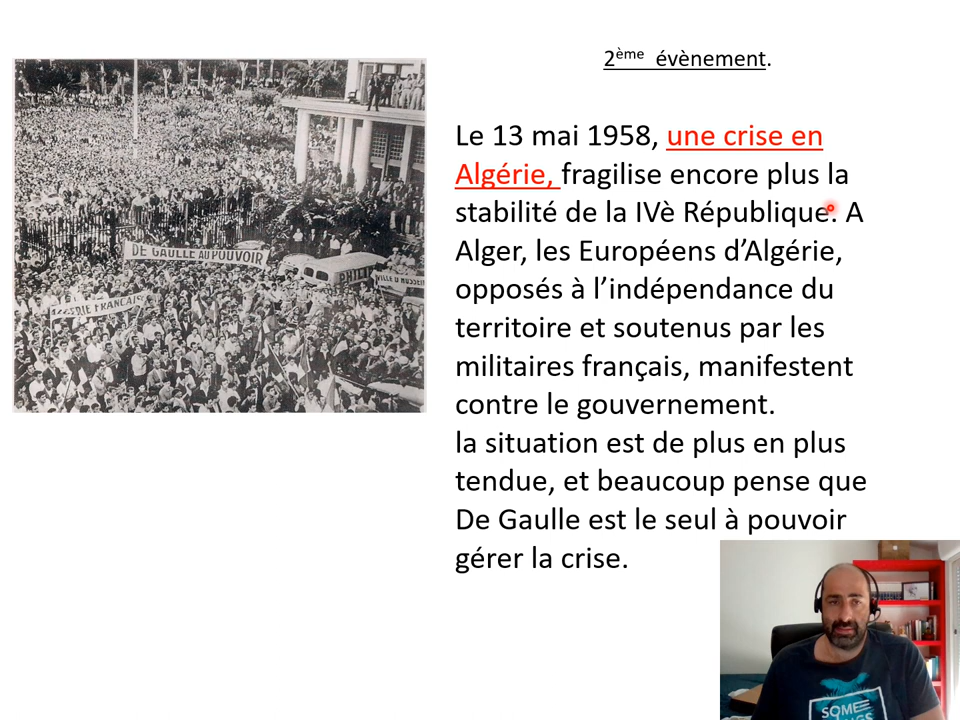 2ème évènement.
Le 13 mai 1958, une crise en
Algérie, fragilise encore plus la
stabilité de la IVè République. A
Alger, les Européens d’Algérie,
opposés à l’indépendance du
territoire et soutenus par les
militaires français, manifestent
contre le gouvernement.
la situation est de plus en plus
tendue, et beaucoup pense que
De Gaulle est le seul à pouvoir
gérer la crise.
DE GAULLE AU POUVOIR
FRANÇAISE
SOME